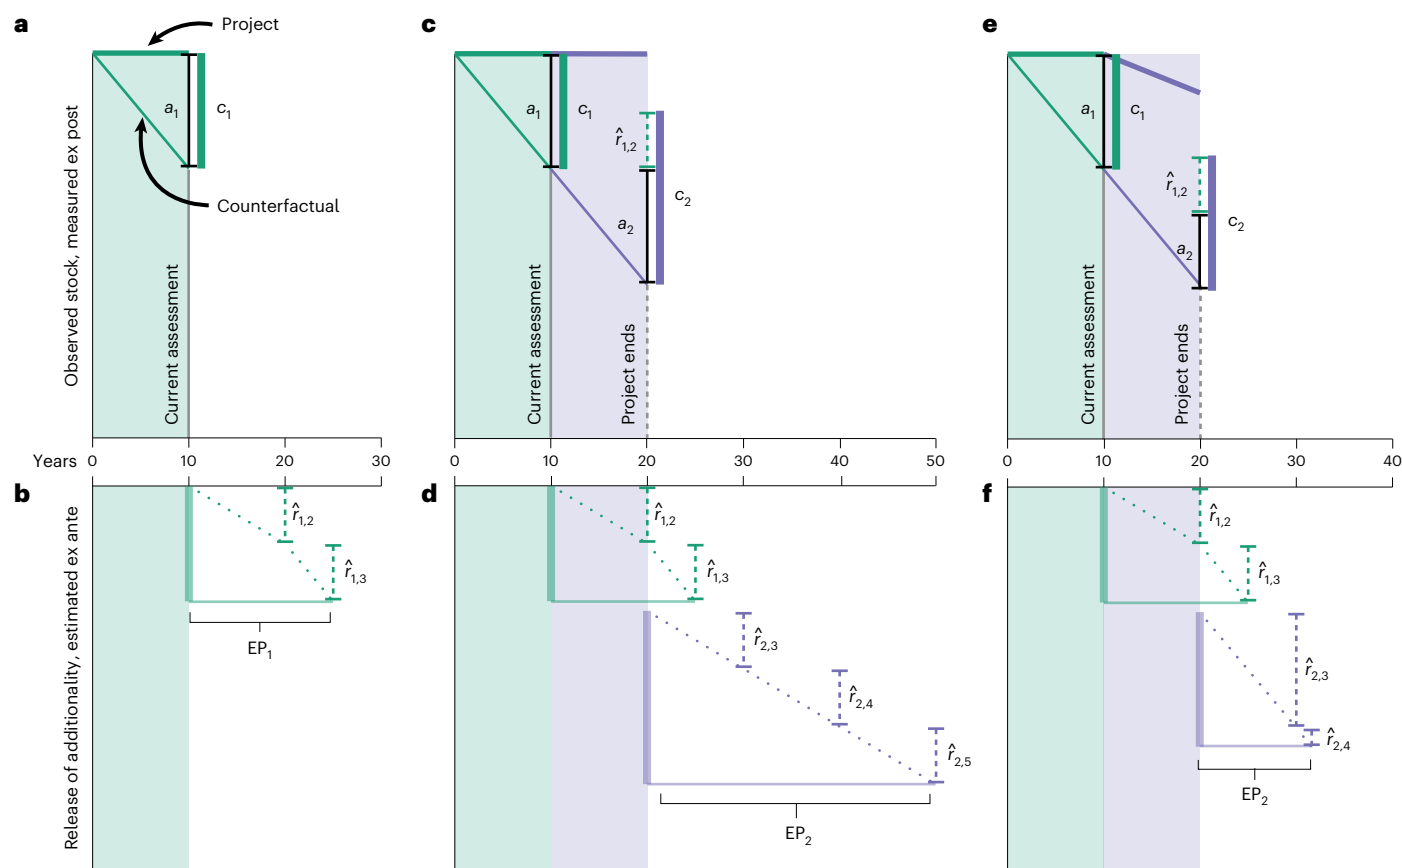 a
Project
Observed stock, measured ex post
a1
c1
Counterfactual
Current assessment
Years
0
10
20
30
c
a1
c1
r̂1,2
a2
c2
Current assessment
Project ends
0
10
20
30
40
50
e
a1
c1
r̂1,2
a2
c2
Current assessment
Project ends
0
10
20
30
40
b
Release of additionality, estimated ex ante
r̂1,2
r̂1,3
EP1
d
r̂1,2
r̂1,3
r̂2,3
r̂2,4
r̂2,5
EP2
f
r̂1,2
r̂1,3
r̂2,3
r̂2,4
EP2